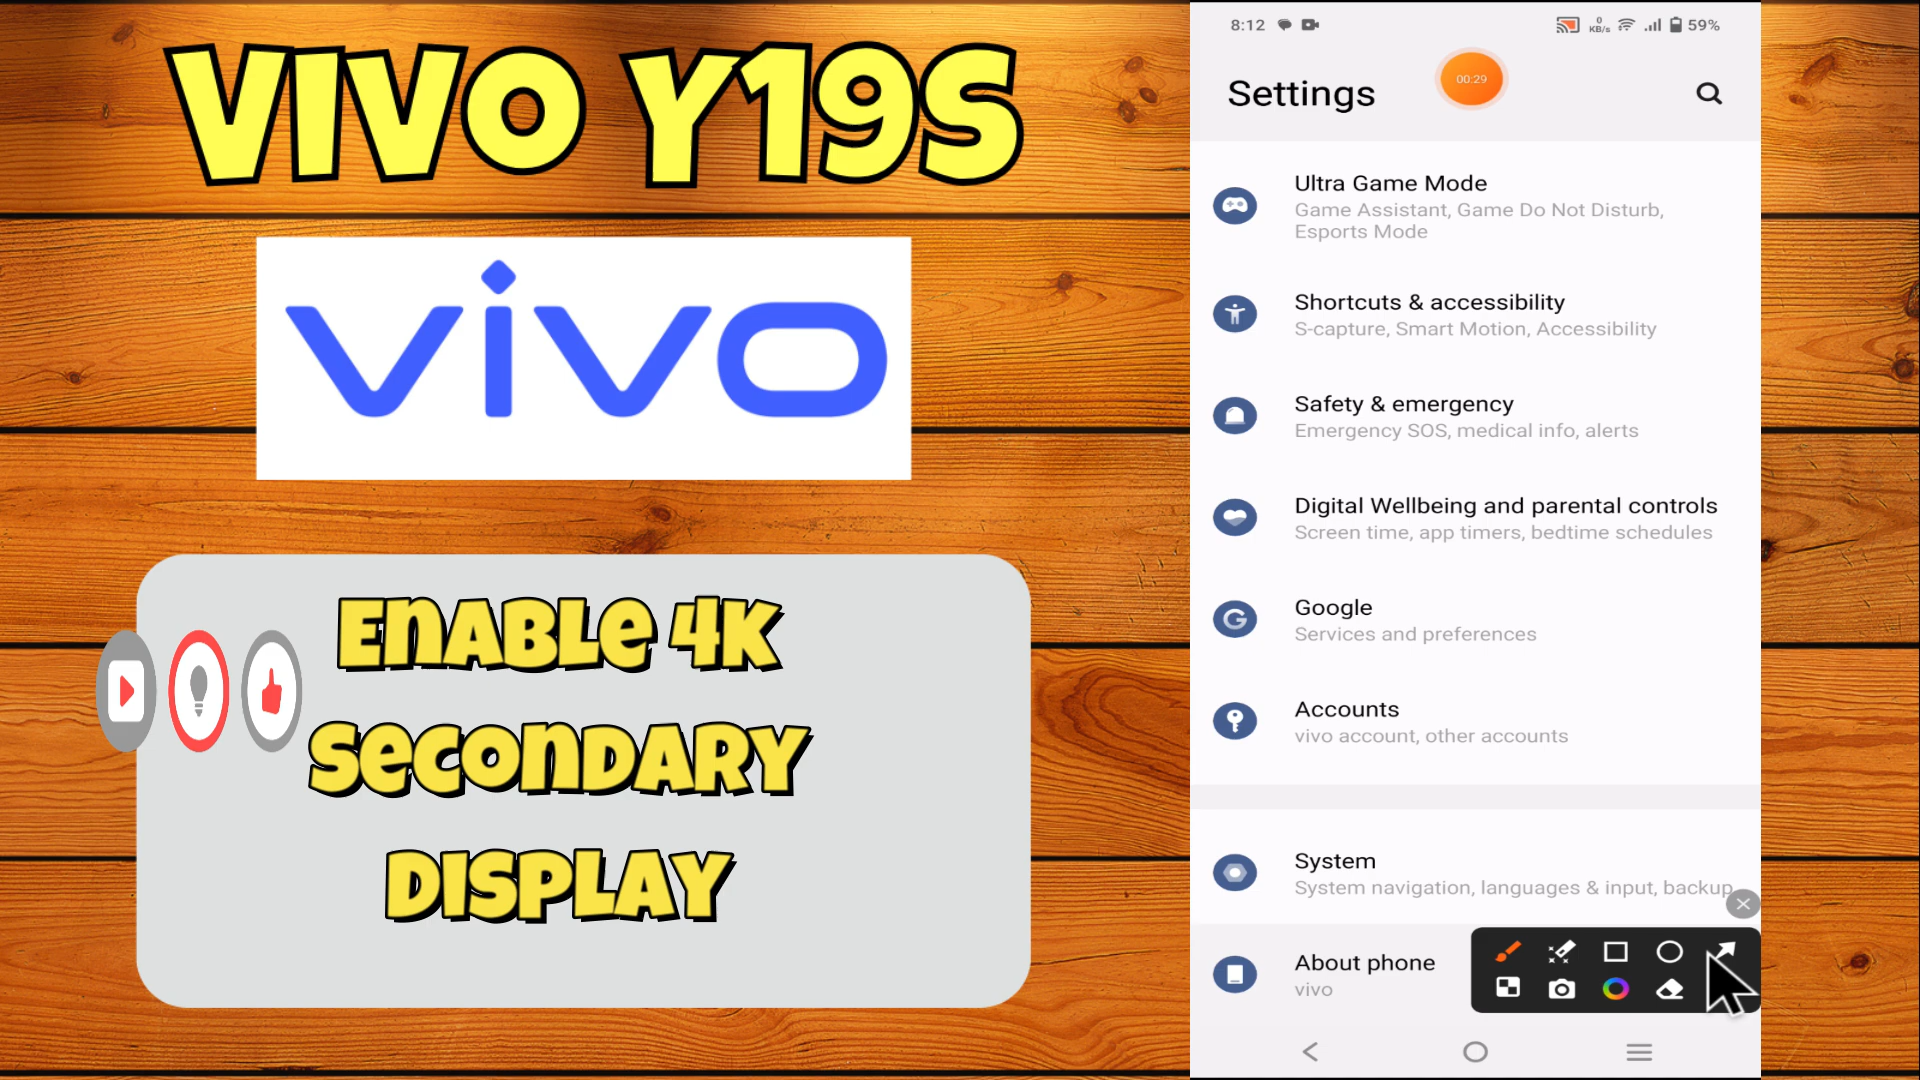 VIVO Y19S
vivo
ENABLE 4K
SECONDARY
DISPLAY
8:12
0
KB/s
59%
Settings
00:29
Ultra Game Mode
Game Assistant, Game Do Not Disturb,
Esports Mode
Shortcuts & accessibility
S-capture, Smart Motion, Accessibility
Safety & emergency
Emergency SOS, medical info, alerts
Digital Wellbeing and parental controls
Screen time, app timers, bedtime schedules
Google
Services and preferences
Accounts
vivo account, other accounts
System
System navigation, languages & input, backup
About phone
vivo